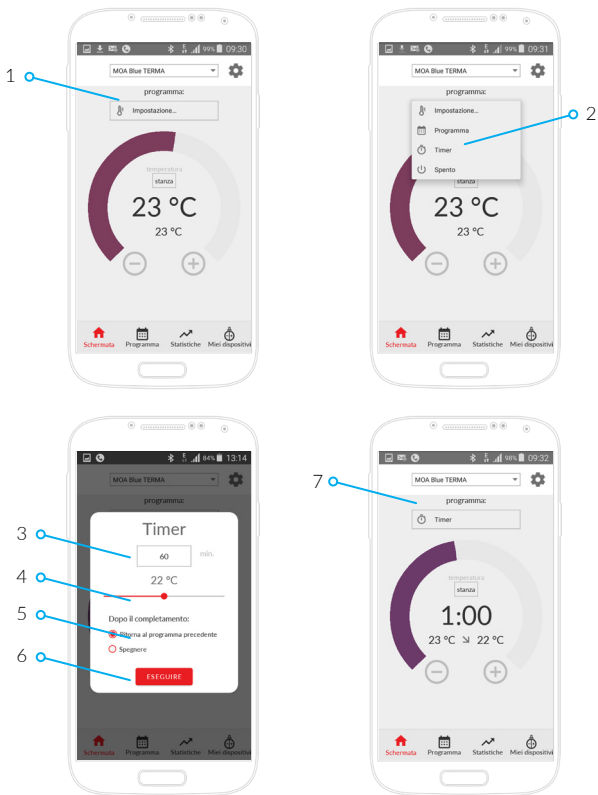 99% 09:30
MOA Blue TERMA
programma:
1
Impostazione...
temperatura
stanza
23 °C
23 °C
Schermata Programma Statistiche Miei dispositivi
99% 09:31
MOA Blue TERMA
programma:
Impostazione...
2
Programma
Timer
Spento
stanza
23 °C
23 °C
Schermata Programma Statistiche Miei dispositivi
84% 13:14
MOA Blue TERMA
programma:
Timer
3
60 min.
22 °C
4
Dopo il completamento:
5
Ritorna al programma precedente
Spegnere
6
ESEGUIRE
Schermata Programma Statistiche Miei dispositivi
98% 09:32
MOA Blue TERMA
7
programma:
Timer
temperatura
stanza
1:00
23 °C 22 °C
Schermata Programma Statistiche Miei dispositivi